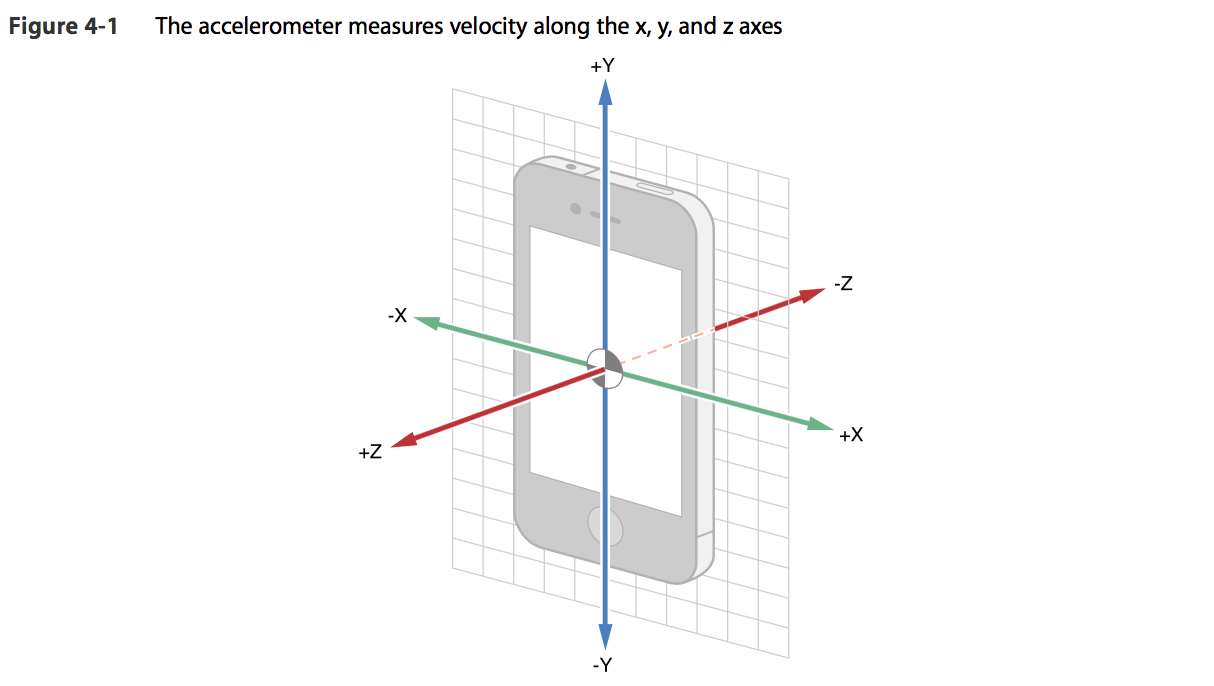 Figure 4-1 The accelerometer measures velocity along the x, y, and z axes
+Y
-Z
-X
+X
+Z
-Y